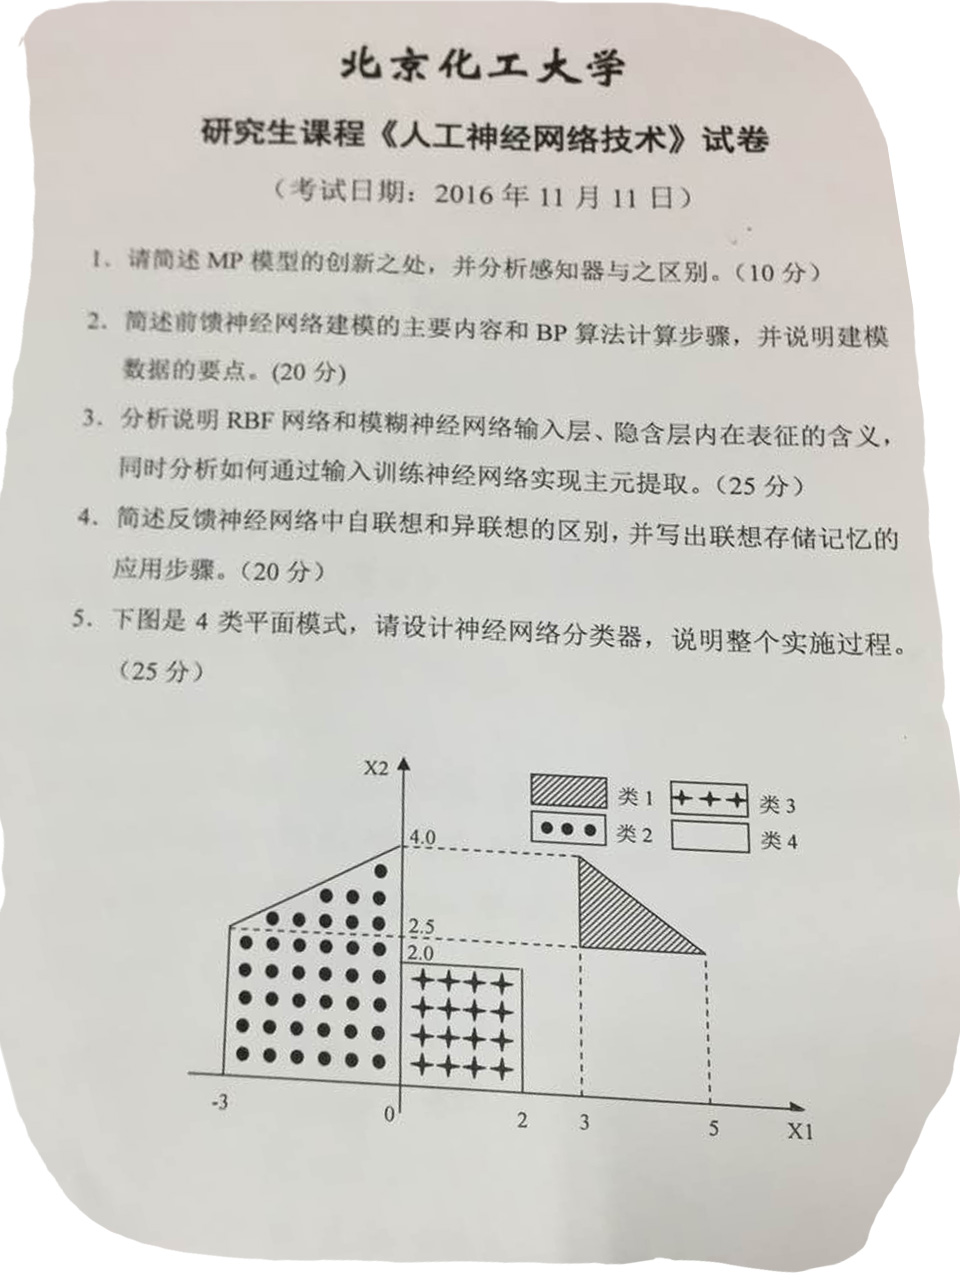 北京化工大学
研究生课程《人工神经网络技术》试卷
（考试日期：2016 年 11 月 11 日）
1．请简述 MP 模型的创新之处，并分析感知器与之区别。（10 分）
2．简述前馈神经网络建模的主要内容和 BP 算法计算步骤，并说明建模
数据的要点。(20 分)
3．分析说明 RBF 网络和模糊神经网络输入层、隐含层内在表征的含义，
同时分析如何通过输入训练神经网络实现主元提取。（25 分）
4．简述反馈神经网络中自联想和异联想的区别，并写出联想存储记忆的
应用步骤。（20 分）
5．下图是 4 类平面模式，请设计神经网络分类器，说明整个实施过程。
（25 分）
X2
类 1
类 3
类 2
类 4
4.0
2.5
2.0
-3
0
2
3
5
X1